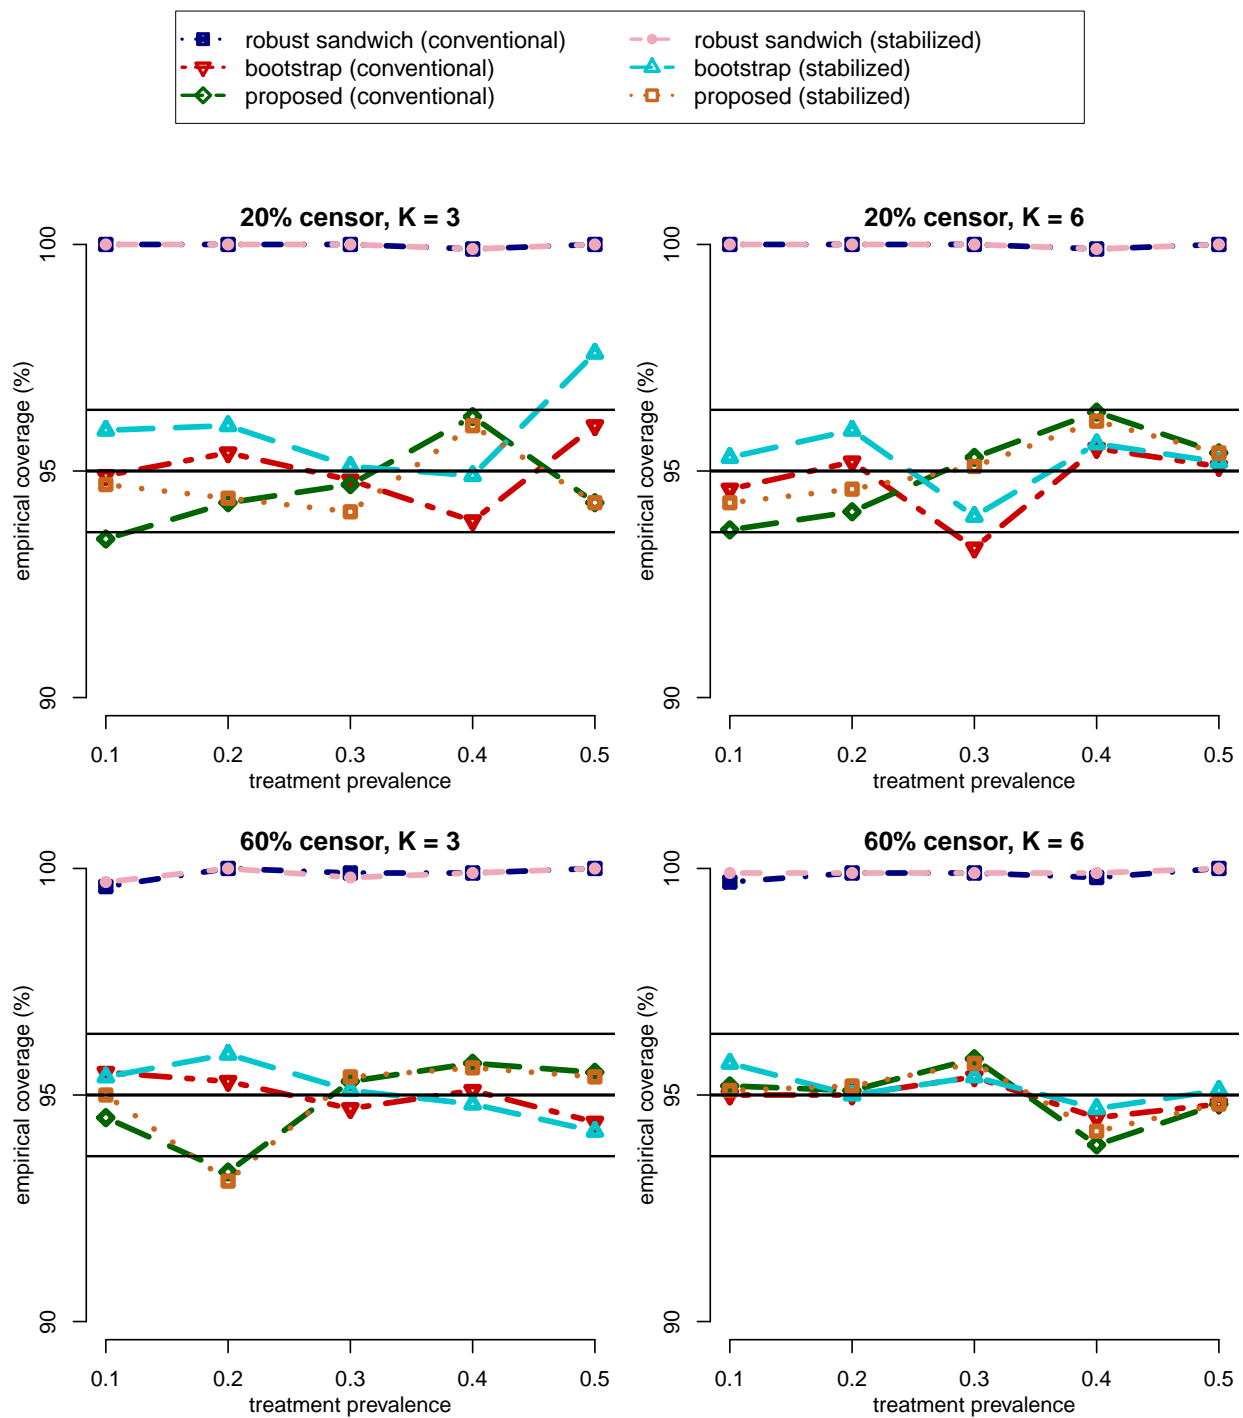 robust sandwich (conventional)
bootstrap (conventional)
proposed (conventional)
robust sandwich (stabilized)
bootstrap (stabilized)
proposed (stabilized)
20% censor, K = 3
100
95
90
empirical coverage (%)
0.1 0.2 0.3 0.4 0.5
treatment prevalence
20% censor, K = 6
100
95
90
empirical coverage (%)
0.1 0.2 0.3 0.4 0.5
treatment prevalence
60% censor, K = 3
100
95
90
empirical coverage (%)
0.1 0.2 0.3 0.4 0.5
treatment prevalence
60% censor, K = 6
100
95
90
empirical coverage (%)
0.1 0.2 0.3 0.4 0.5
treatment prevalence